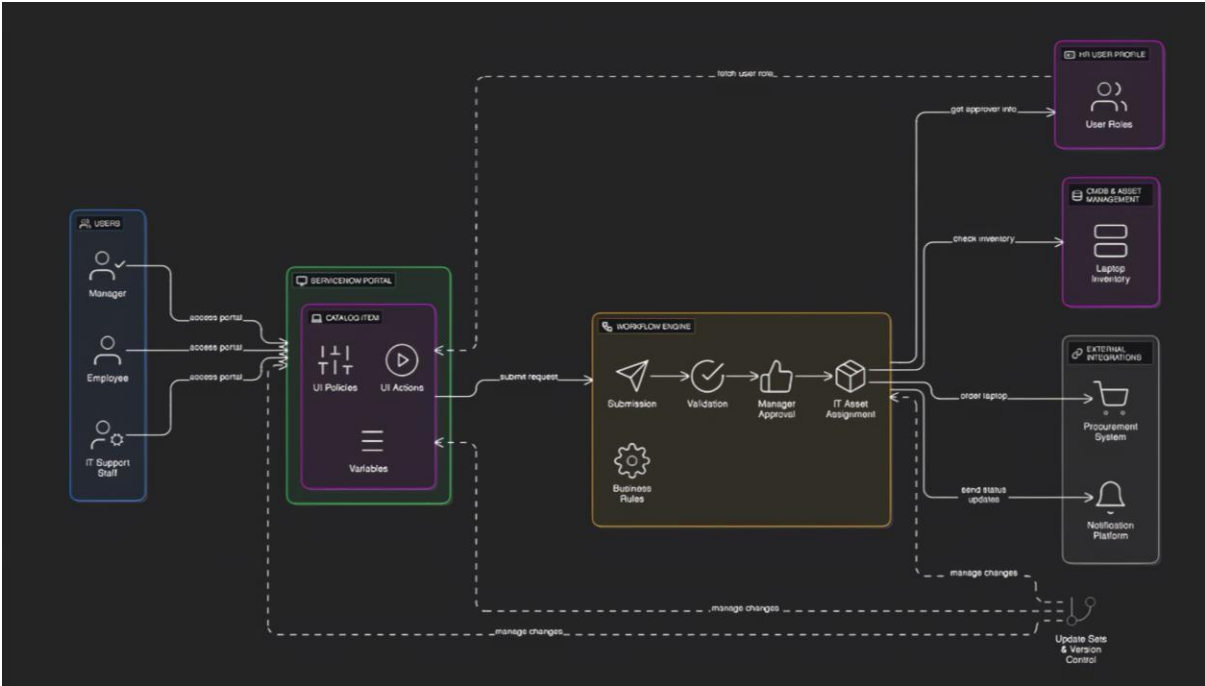 HR USER PROFILE
User Roles
fetch user role
get approver info
CMDB & ASSET
MANAGEMENT
Laptop
Inventory
check inventory
USERS
Manager
Employee
IT Support
Staff
access portal
access portal
access portal
SERVICENOW PORTAL
CATALOG ITEM
UI Policies
UI Actions
Variables
submit request
WORKFLOW ENGINE
Submission
Validation
Manager
Approval
IT Asset
Assignment
Business
Rules
EXTERNAL
INTEGRATIONS
order laptop
Procurement
System
send status
updates
Notification
Platform
manage changes
manage changes
manage changes
Update Sets
& Version
Control